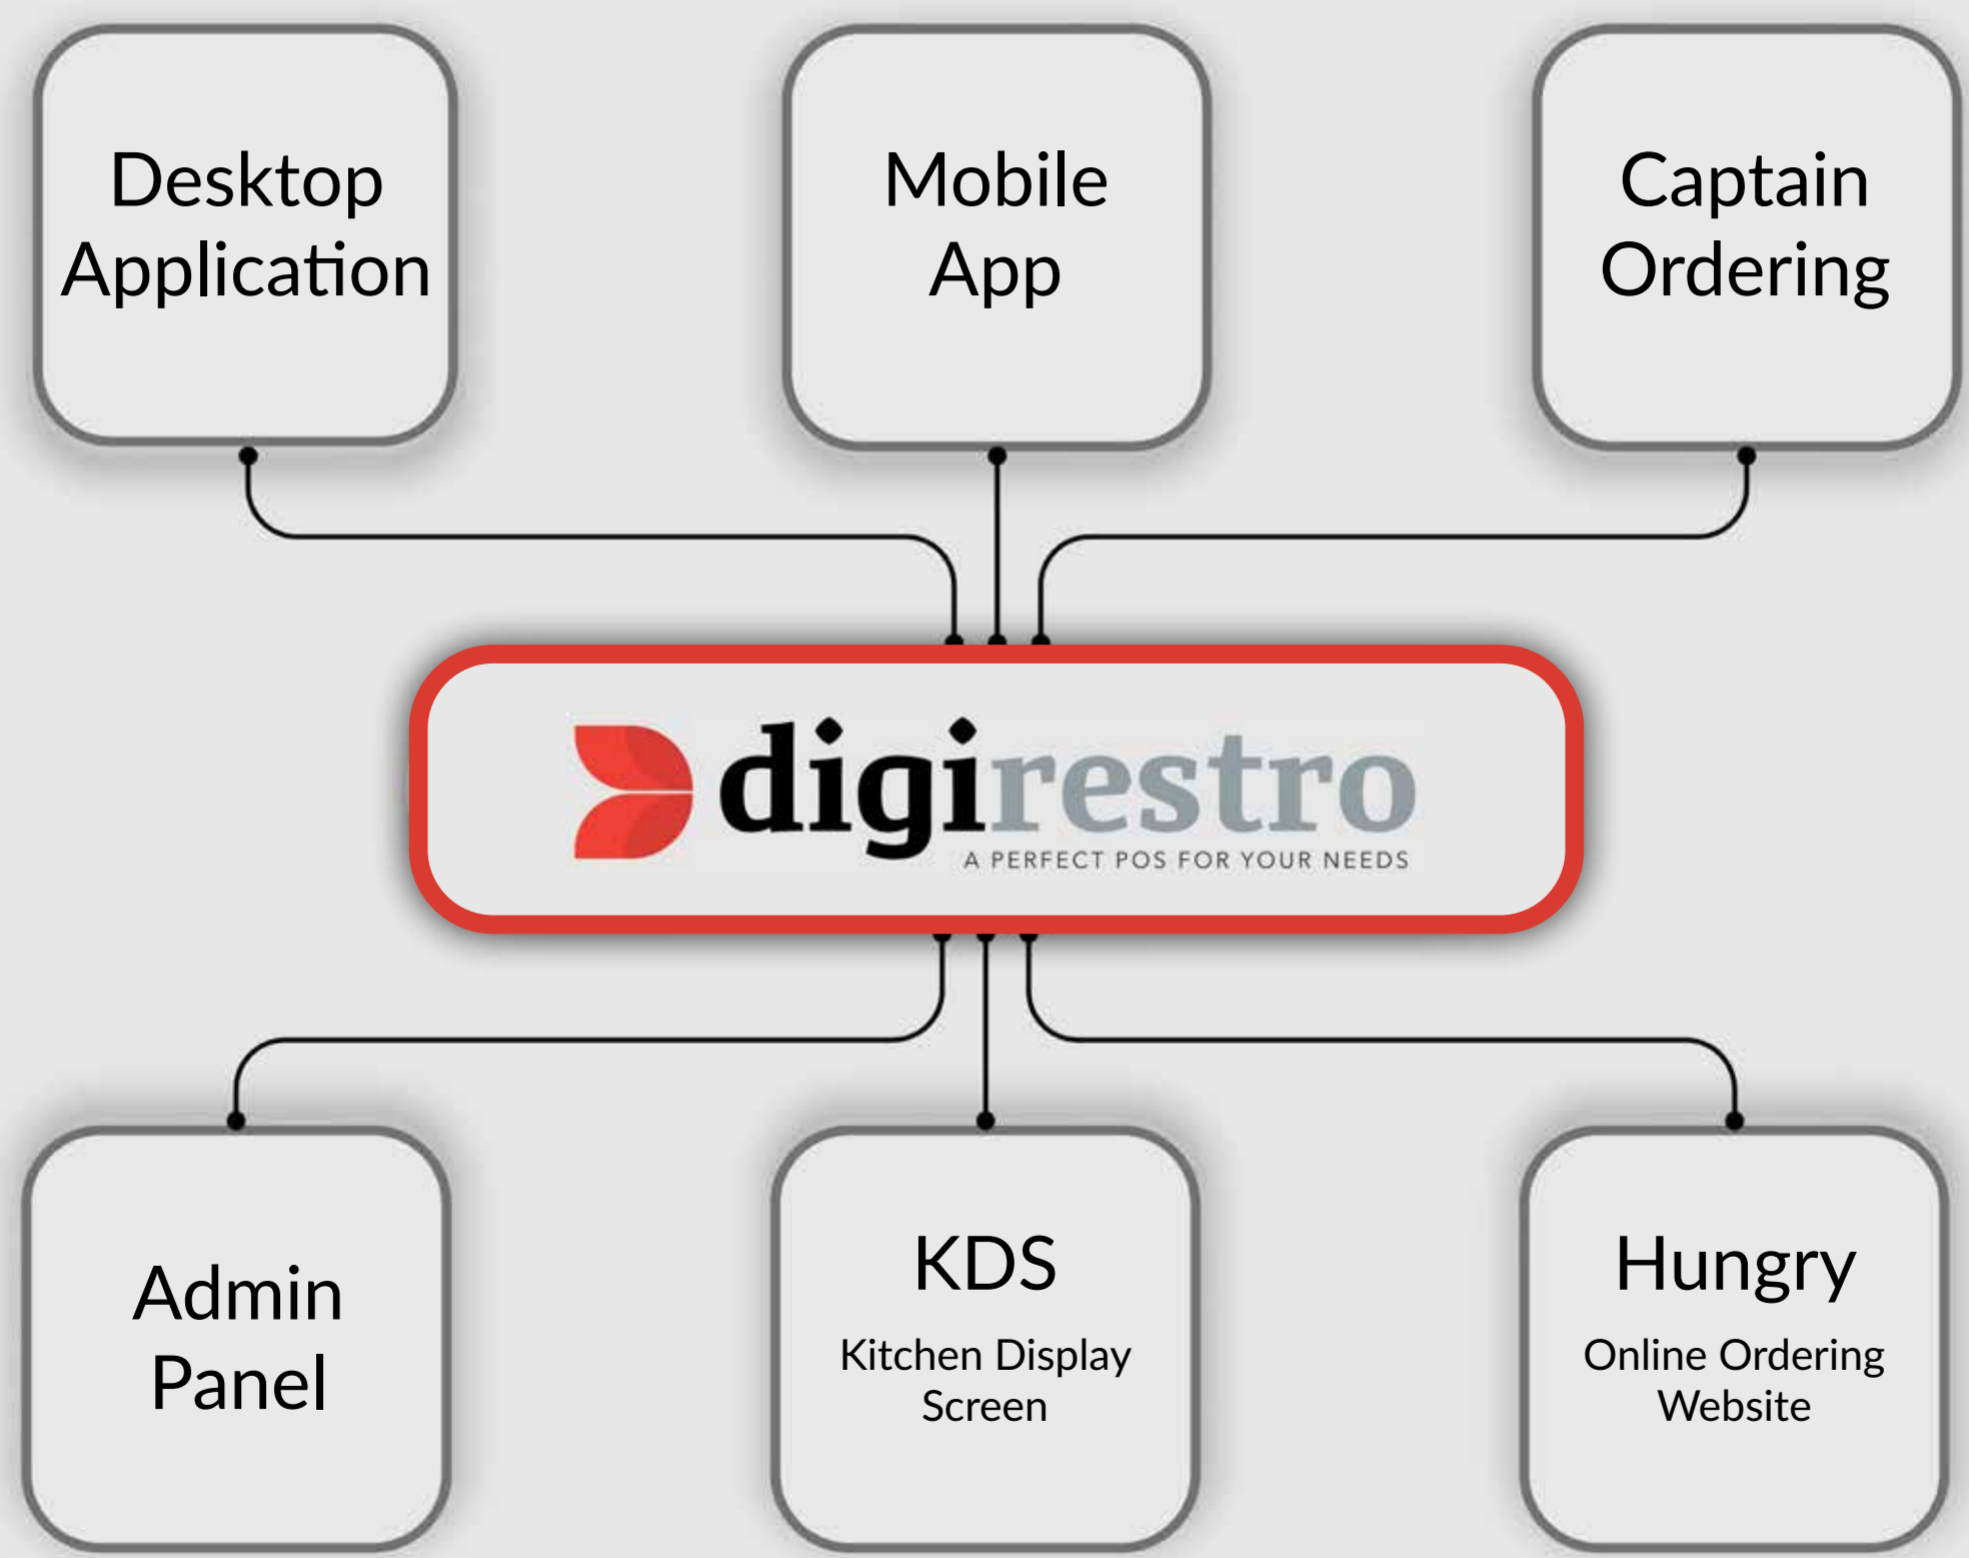 Desktop
Application
Mobile
App
Captain
Ordering
digirestro
A PERFECT POS FOR YOUR NEEDS
Admin
Panel
KDS
Kitchen Display
Screen
Hungry
Online Ordering
Website